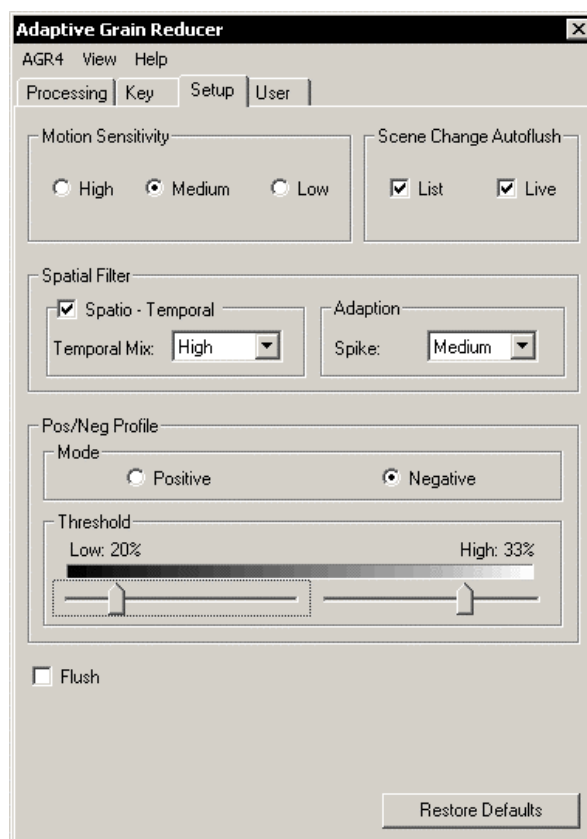 Adaptive Grain Reducer
AGR4 View Help
Processing Key Setup User
Motion Sensitivity
High Medium Low
Scene Change Autoflush
List Live
Spatial Filter
Spatio - Temporal
Temporal Mix: High
Adaption
Spike: Medium
Pos/Neg Profile
Mode
Positive Negative
Threshold
Low: 20% High: 33%
Flush
Restore Defaults